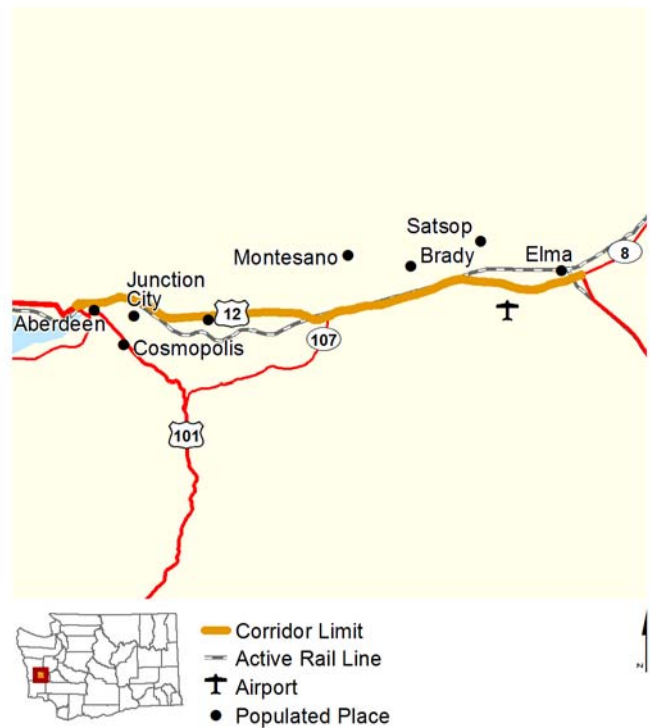 Satsop
Montesano
Brady
Elma
8
Junction
City
12
Aberdeen
107
Cosmopolis
101
Corridor Limit
Active Rail Line
Airport
Populated Place
z